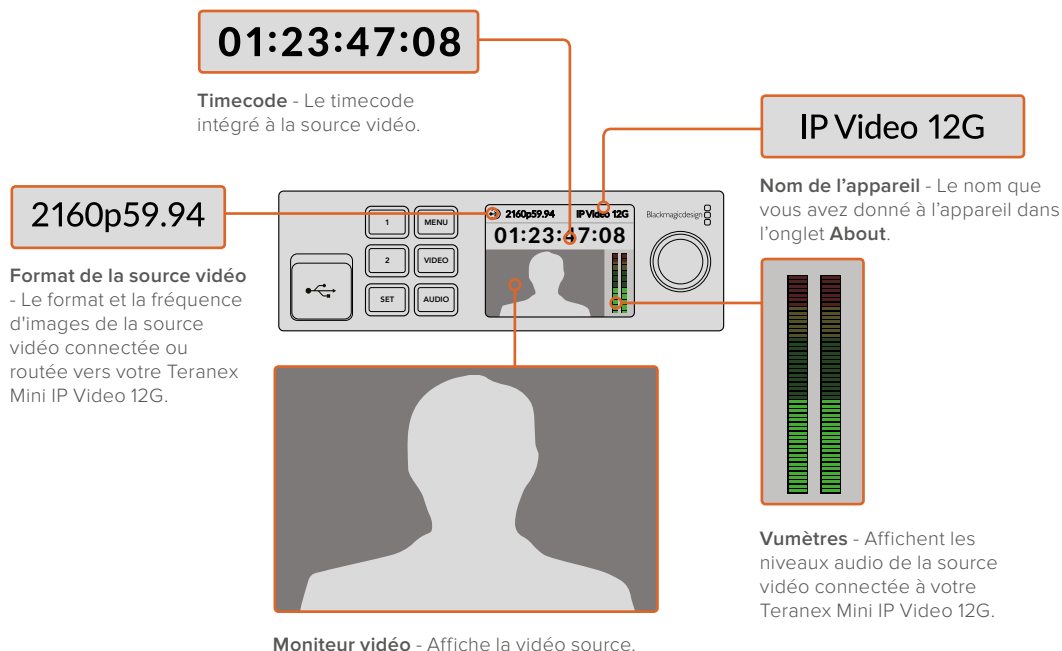 01:23:47:08
Timecode - Le timecode
intégré à la source vidéo.
IP Video 12G
Nom de l'appareil - Le nom que
vous avez donné à l'appareil dans
l'onglet About.
2160p59.94
Format de la source vidéo
- Le format et la fréquence
d'images de la source
vidéo connectée ou
routée vers votre Teranex
Mini IP Video 12G.
1
MENU
2
VIDEO
SET
AUDIO
2160p59.94 IP Video 12G
01:23:47:08
Blackmagicdesign
Vumètres - Affichent les
niveaux audio de la source
vidéo connectée à votre
Teranex Mini IP Video 12G.
Moniteur vidéo - Affiche la vidéo source.